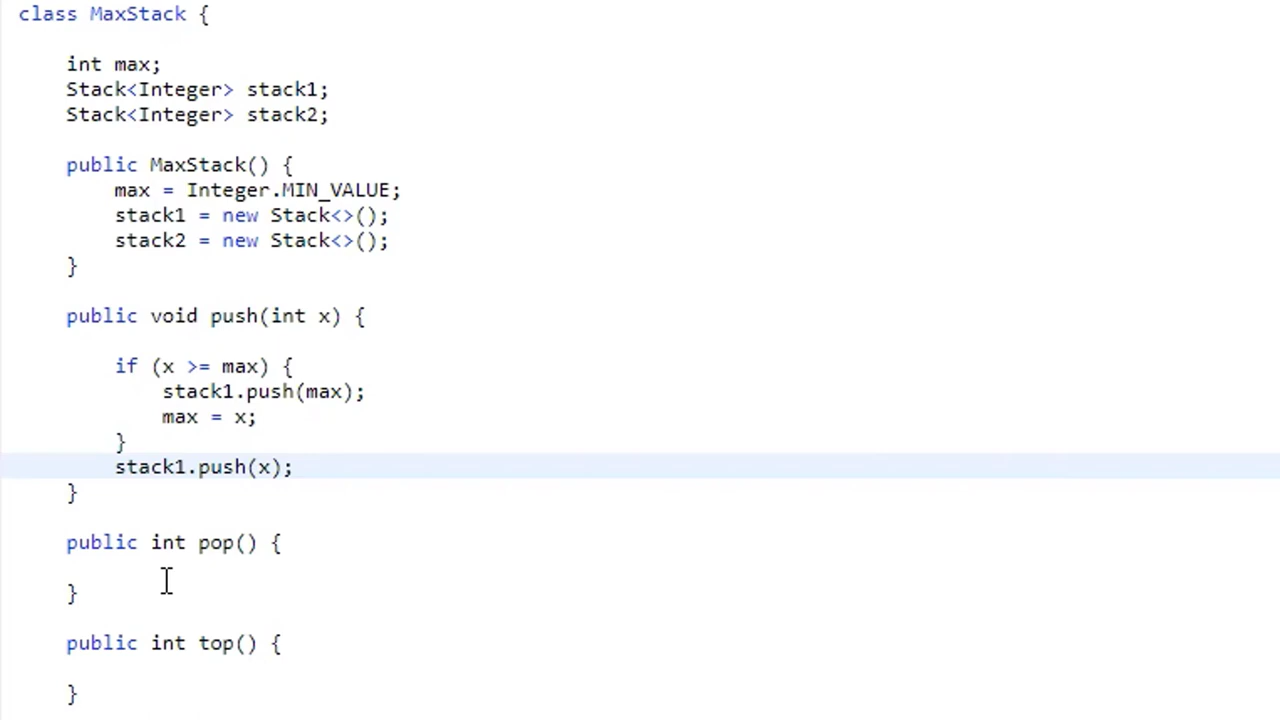 class MaxStack {
int max;
Stack<Integer> stack1;
Stack<Integer> stack2;
public MaxStack() {
max = Integer.MIN_VALUE;
stack1 = new Stack<>();
stack2 = new Stack<>();
}
public void push(int x) {
if (x >= max) {
stack1.push(max);
max = x;
}
stack1.push(x);
}
public int pop() {
}
public int top() {
}